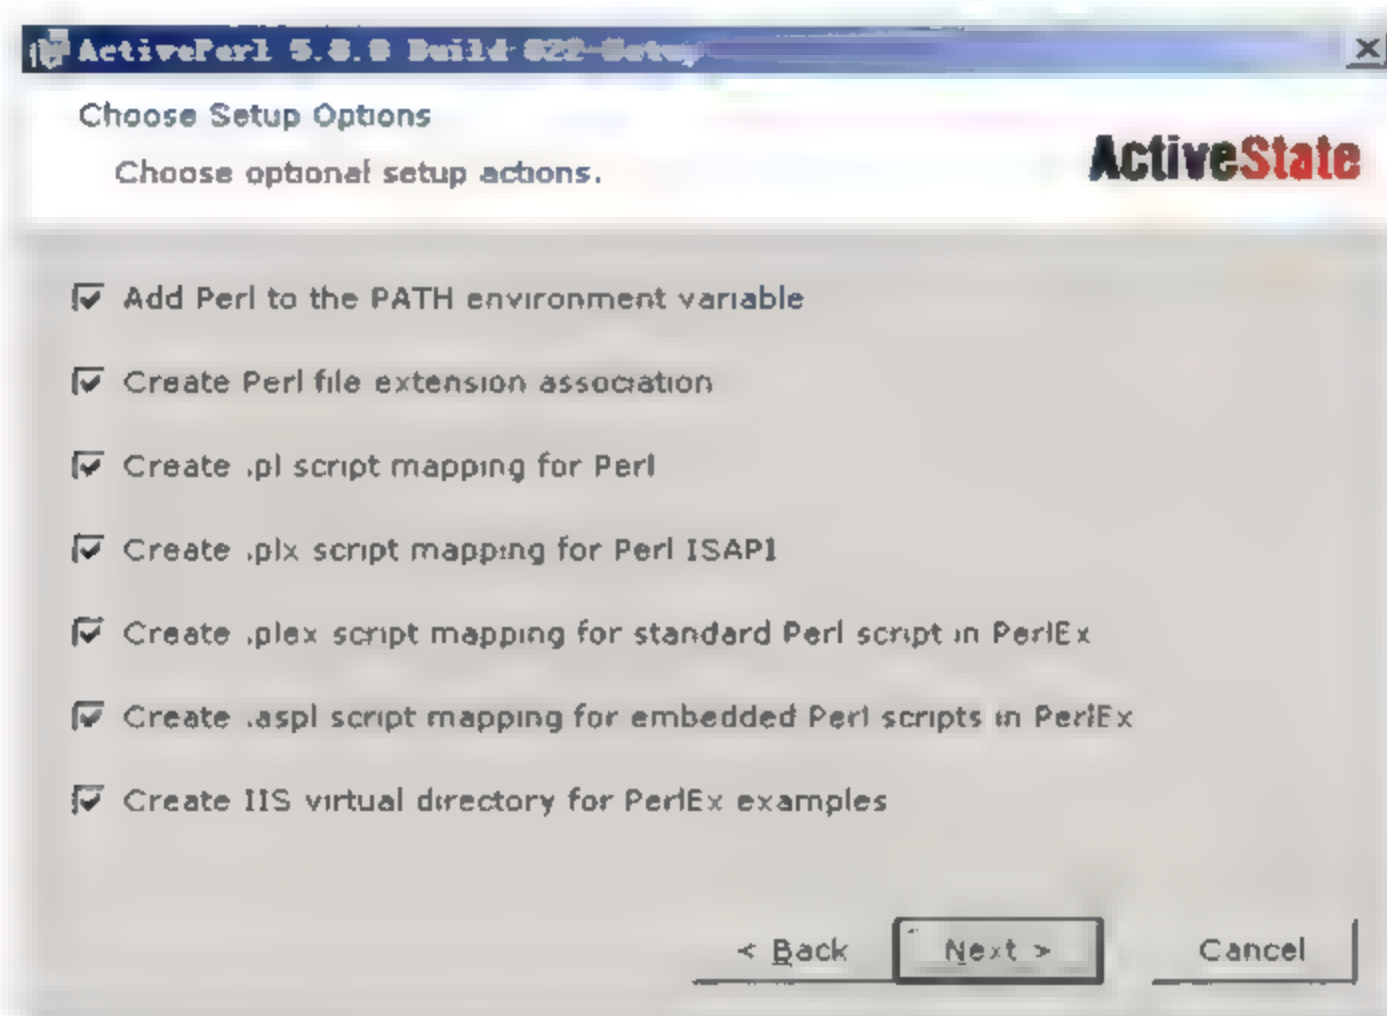 ActivePerl 5.8.8 Build 822 Setup
Choose Setup Options
Choose optional setup actions.
ActiveState
Add Perl to the PATH environment variable
Create Perl file extension association
Create .pl script mapping for Perl
Create .plx script mapping for Perl ISAPI
Create .plex script mapping for standard Perl script in PerlEx
Create .aspl script mapping for embedded Perl scripts in PerlEx
Create IIS virtual directory for PerlEx examples
< Back Next > Cancel